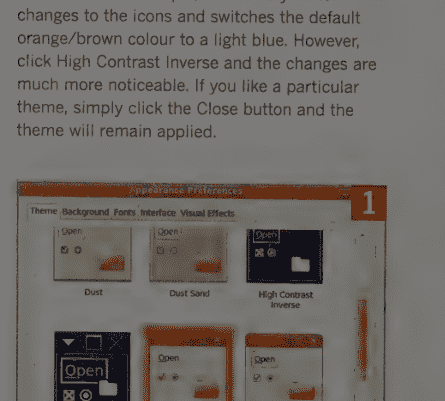 changes to the icons and switches the default
orange/brown colour to a light blue. However,
click High Contrast Inverse and the changes are
much more noticeable. If you like a particular
theme, simply click the Close button and the
theme will remain applied.
Appearance Preferences
1
Theme Background Fonts Interface Visual Effects
Open Open Open
Dust Dust Sand High Contrast
Inverse
Open Open Open